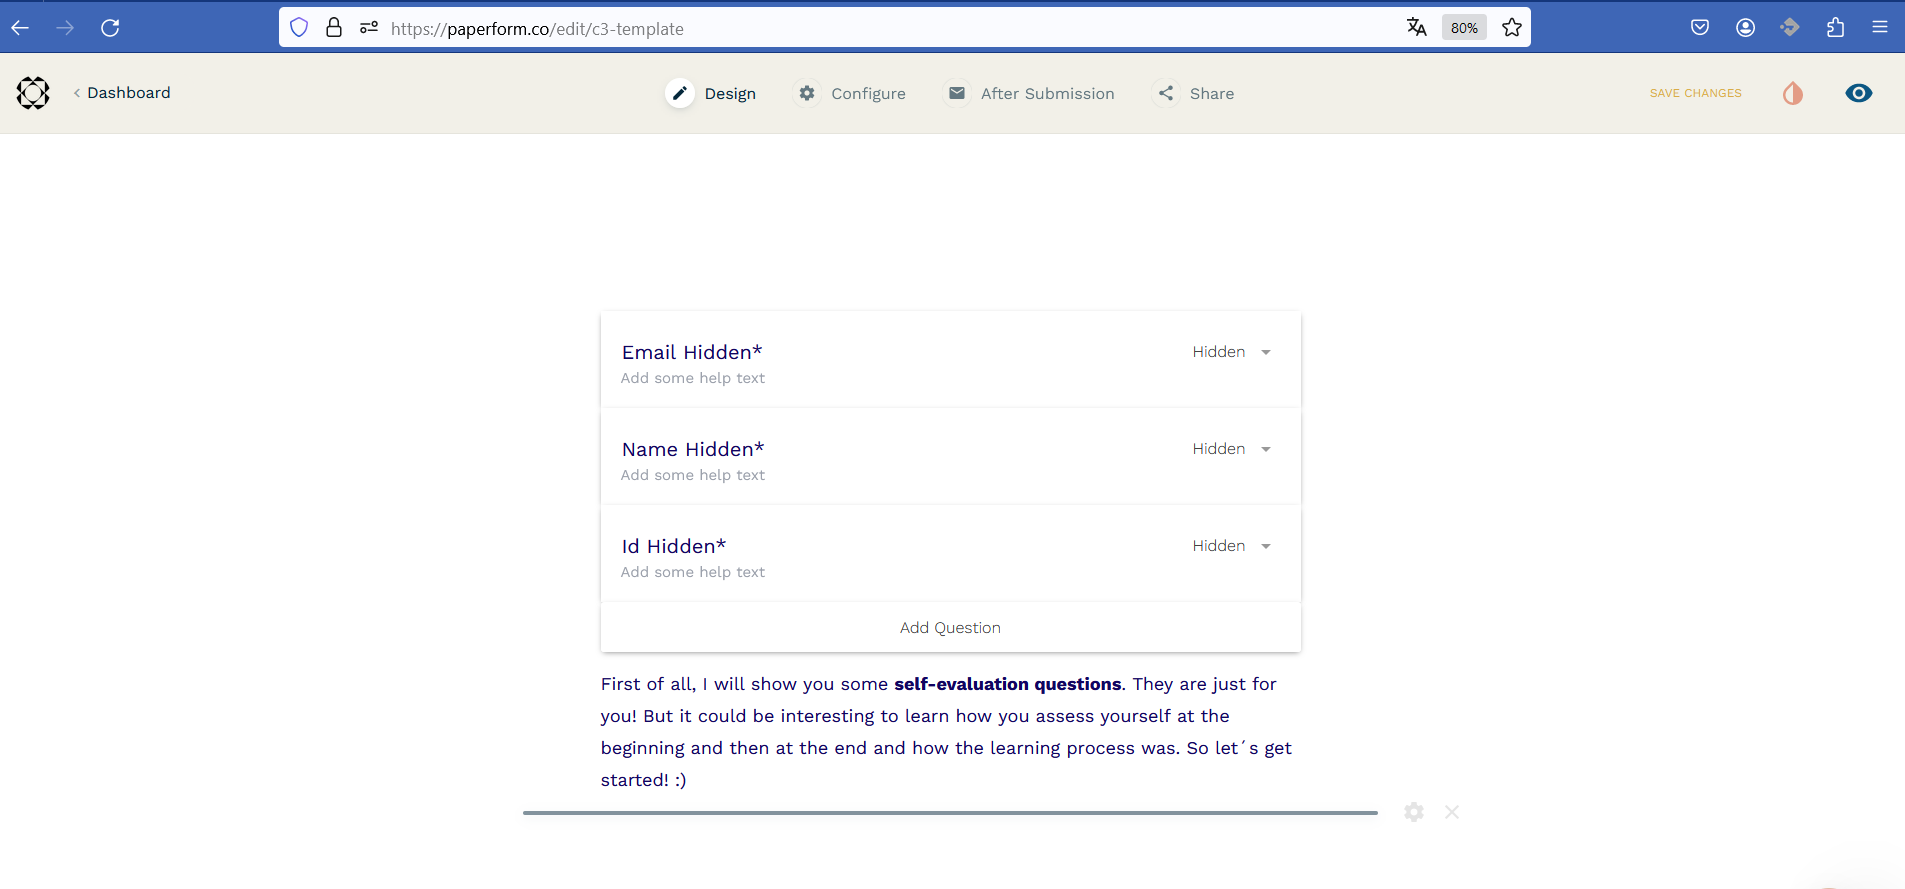 https://paperform.co/edit/c3-template
80%
Dashboard
Design
Configure
After Submission
Share
SAVE CHANGES
Email Hidden*
Hidden
Add some help text
Name Hidden*
Hidden
Add some help text
Id Hidden*
Hidden
Add some help text
Add Question
First of all, I will show you some self-evaluation questions. They are just for
you! But it could be interesting to learn how you assess yourself at the
beginning and then at the end and how the learning process was. So let´s get
started! :)